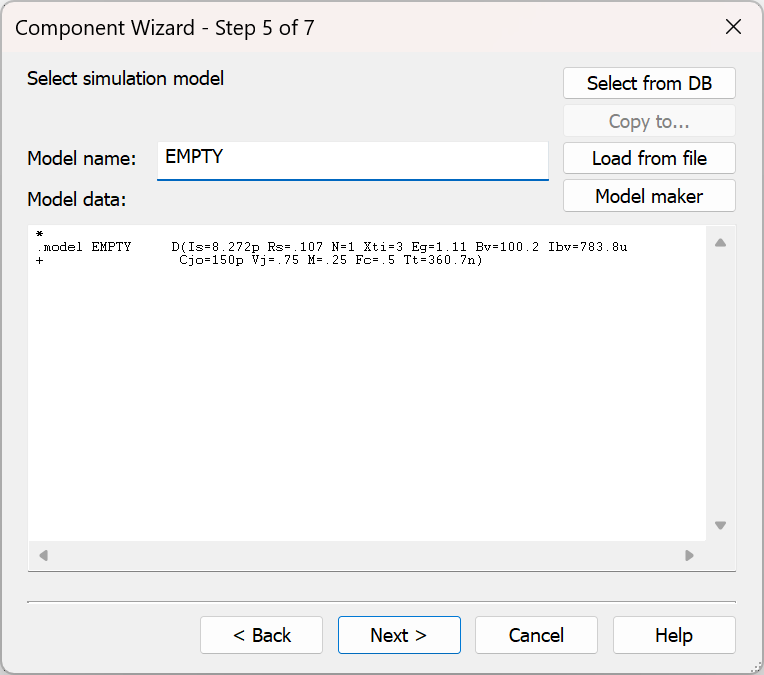 Component Wizard - Step 5 of 7
Select simulation model
Select from DB
Copy to...
Model name:
EMPTY
Load from file
Model data:
Model maker
*
.model EMPTY     D(Is=8.272p Rs=.107 N=1 Xti=3 Eg=1.11 Bv=100.2 Ibv=783.8u
+                 Cjo=150p Vj=.75 M=.25 Fc=.5 Tt=360.7n)
< Back
Next >
Cancel
Help